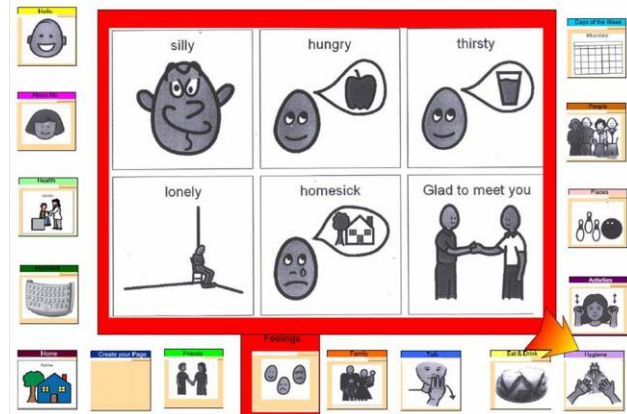 Hello
About Me
Health
Keyboard
Home
Home
Create your Page
Friends
Feelings
Family
Talk
Eat & Drink
Hygiene
Days of the Week
Monday
People
Places
Activities
silly
hungry
thirsty
lonely
homesick
Glad to meet you